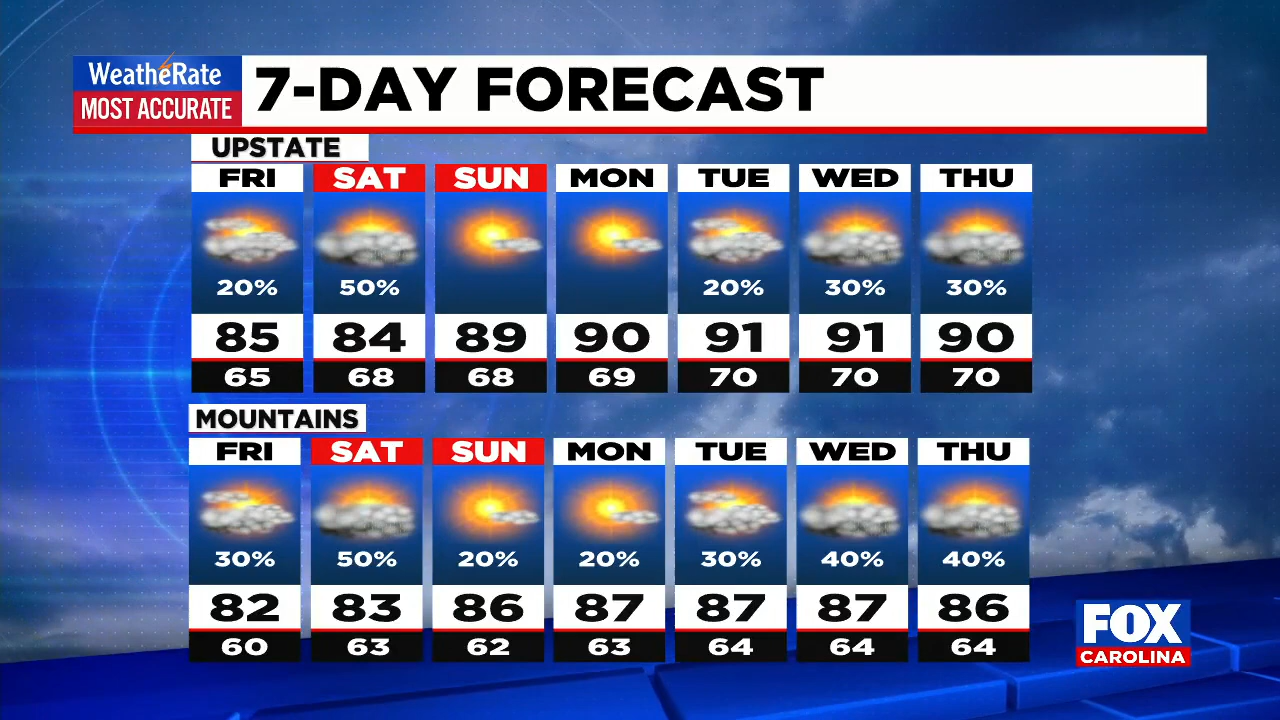 WeatheRate
MOST ACCURATE
7-DAY FORECAST
UPSTATE
FRI SAT SUN MON TUE WED THU
20% 50% 20% 30% 30%
85 84 89 90 91 91 90
65 68 68 69 70 70 70
MOUNTAINS
FRI SAT SUN MON TUE WED THU
30% 50% 20% 20% 30% 40% 40%
82 83 86 87 87 87 86
60 63 62 63 64 64 64
FOX
CAROLINA